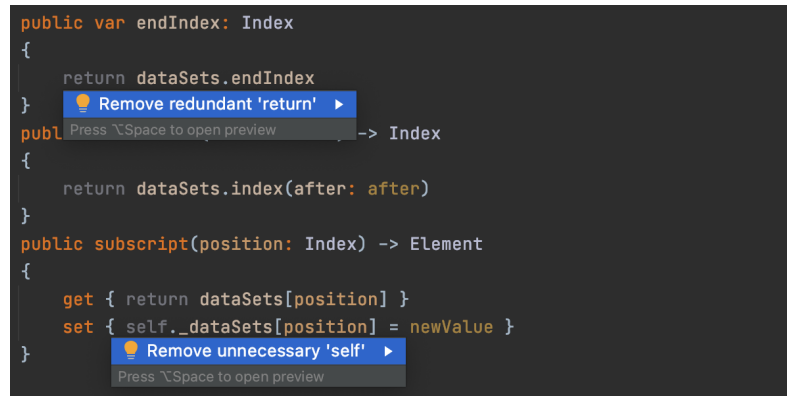 public var endIndex: Index
{
    return dataSets.endIndex
}
Remove redundant 'return'
Press ⌥Space to open preview
-> Index
{
    return dataSets.index(after: after)
}
public subscript(position: Index) -> Element
{
    get { return dataSets[position] }
    set { self._dataSets[position] = newValue }
}
Remove unnecessary 'self'
Press ⌥Space to open preview